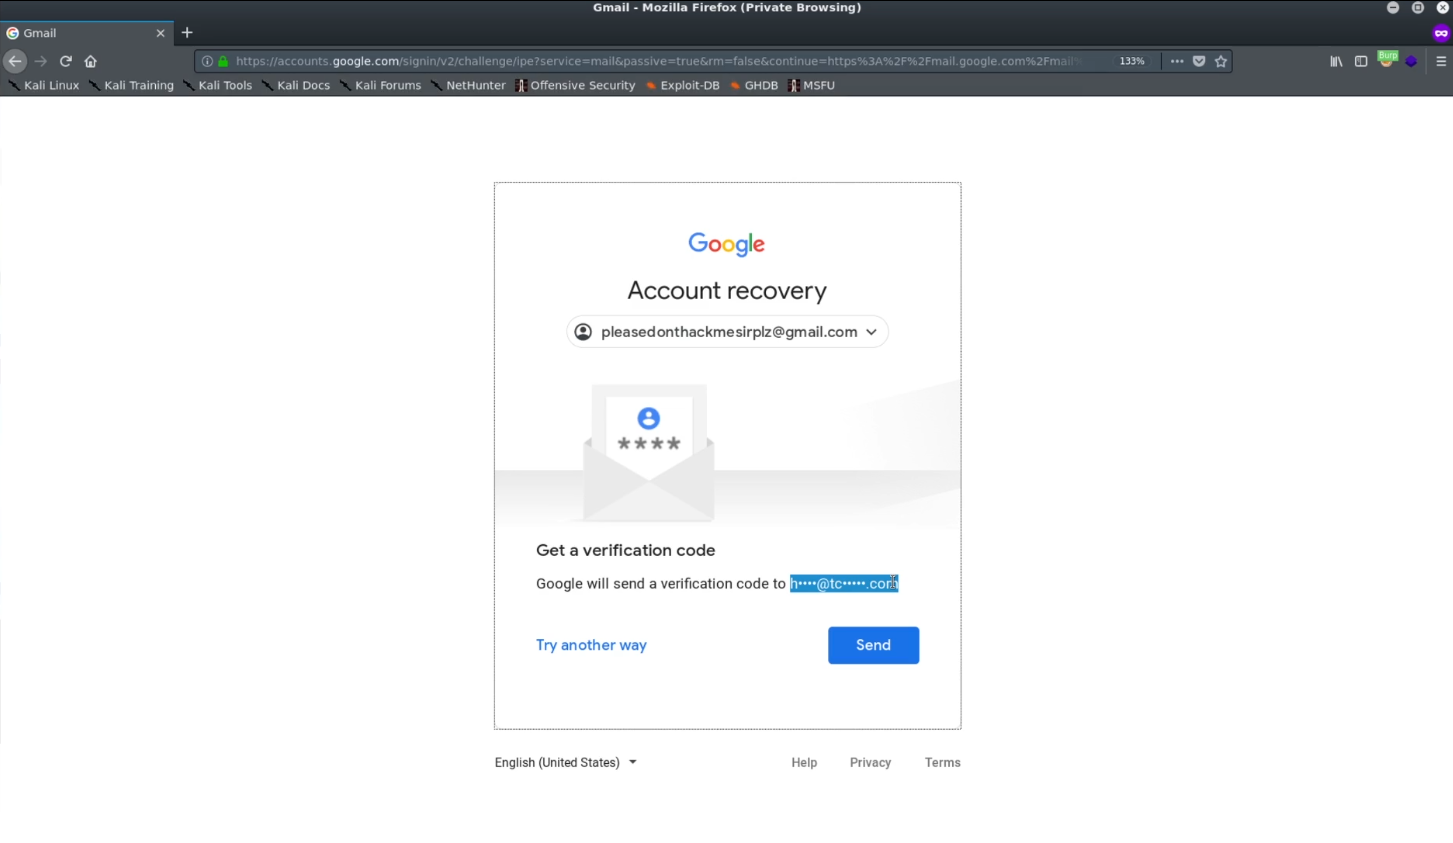 Gmail - Mozilla Firefox (Private Browsing)
Gmail
https://accounts.google.com/signin/v2/challenge/ipe?service=mail&passive=true&rm=false&continue=https%3A%2F%2Fmail.google.com%2Fmail
133%
Burp
Kali Linux Kali Training Kali Tools Kali Docs Kali Forums NetHunter Offensive Security Exploit-DB GHDB MSFU
Google
Account recovery
pleasedonthackmesirplz@gmail.com
****
Get a verification code
Google will send a verification code to h••••@tc•••••.com
Try another way Send
English (United States) Help Privacy Terms